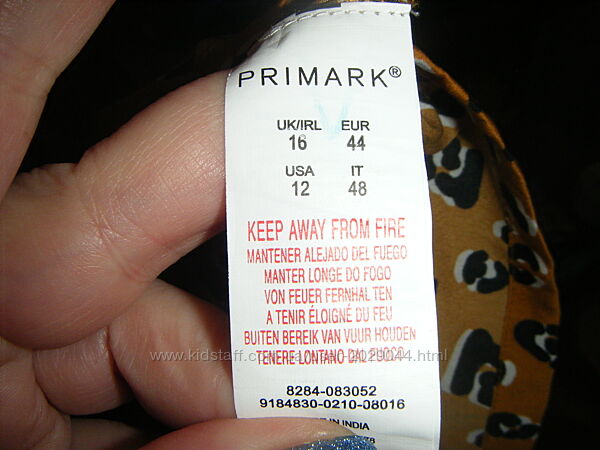 PRIMARK®
UK/IRL EUR
16 44
USA IT
12 48
KEEP AWAY FROM FIRE
MANTENER ALEJADO DEL FUEGO
MANTER LONGE DO FOGO
VON FEUER FERNHALTEN
A TENIR ÉLOIGNÉ DU FEU
BUITEN BEREIK VAN VUUR HOUDEN
TENERE LONTANO DAL FUOCO
8284-083052
9184830-0210-08016
IN INDIA